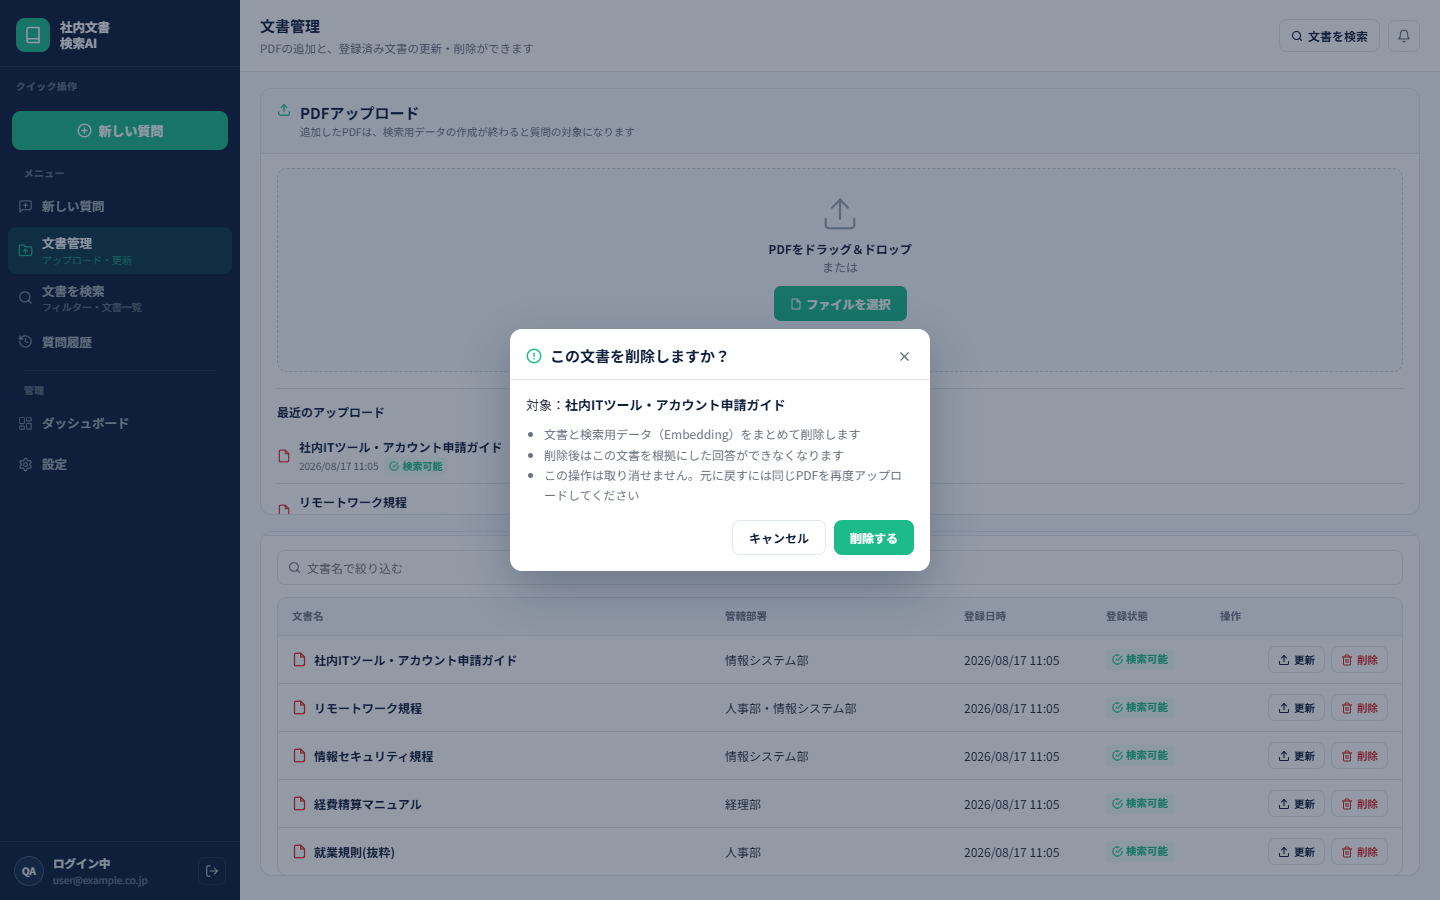 社内文書
検索AI
クイック操作
新しい質問
メニュー
新しい質問
文書管理
アップロード・更新
文書を検索
フィルター・文書一覧
質問履歴
管理
ダッシュボード
設定
QA
ログイン中
user@example.co.jp
文書管理
PDFの追加と、登録済み文書の更新・削除ができます
文書を検索
PDFアップロード
追加したPDFは、検索用データの作成が終わると質問の対象になります
PDFをドラッグ＆ドロップ
または
ファイルを選択
最近のアップロード
社内ITツール・アカウント申請ガイド
2026/08/17 11:05 検索可能
リモートワーク規程
この文書を削除しますか？
対象：社内ITツール・アカウント申請ガイド
文書と検索用データ（Embedding）をまとめて削除します
削除後はこの文書を根拠にした回答ができなくなります
この操作は取り消せません。元に戻すには同じPDFを再度アップロ
ードしてください
キャンセル 削除する
文書名で絞り込む
文書名 管轄部署 登録日時 登録状態 操作
社内ITツール・アカウント申請ガイド 情報システム部 2026/08/17 11:05 検索可能 更新 削除
リモートワーク規程 人事部・情報システム部 2026/08/17 11:05 検索可能 更新 削除
情報セキュリティ規程 情報システム部 2026/08/17 11:05 検索可能 更新 削除
経費精算マニュアル 経理部 2026/08/17 11:05 検索可能 更新 削除
就業規則(抜粋) 人事部 2026/08/17 11:05 検索可能 更新 削除